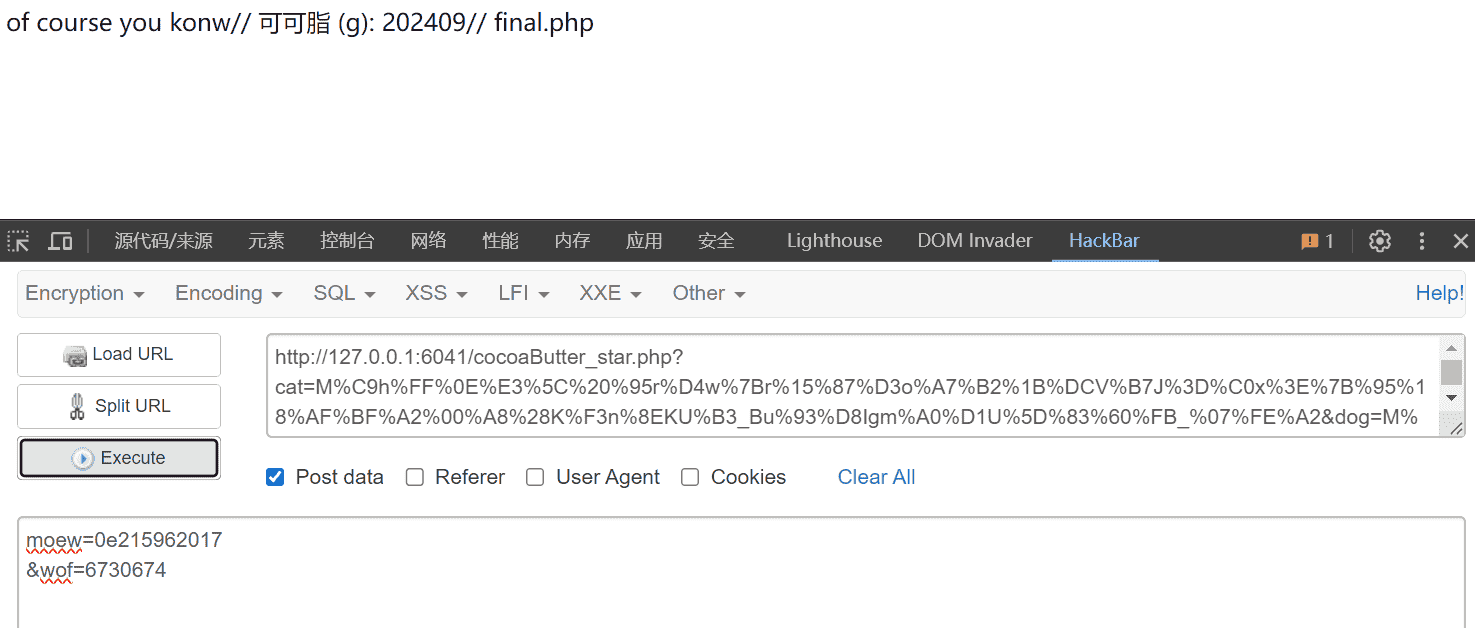 of course you konw// 可可脂 (g): 202409// final.php
源代码/来源 元素 控制台 网络 性能 内存 应用 安全 Lighthouse DOM Invader HackBar 1
Encryption Encoding SQL XSS LFI XXE Other Help!
Load URL
Split URL
Execute
http://127.0.0.1:6041/cocoaButter_star.php?
cat=M%C9h%FF%0E%E3%5C%20%95r%D4w%7Br%15%87%D3o%A7%B2%1B%DCV%B7J%3D%C0x%3E%7B%95%1
8%AF%BF%A2%00%A8%28K%F3n%8EKU%B3_Bu%93%D8Igm%A0%D1U%5D%83%60%FB_%07%FE%A2&dog=M%
Post data Referer User Agent Cookies Clear All
moew=0e215962017
&wof=6730674